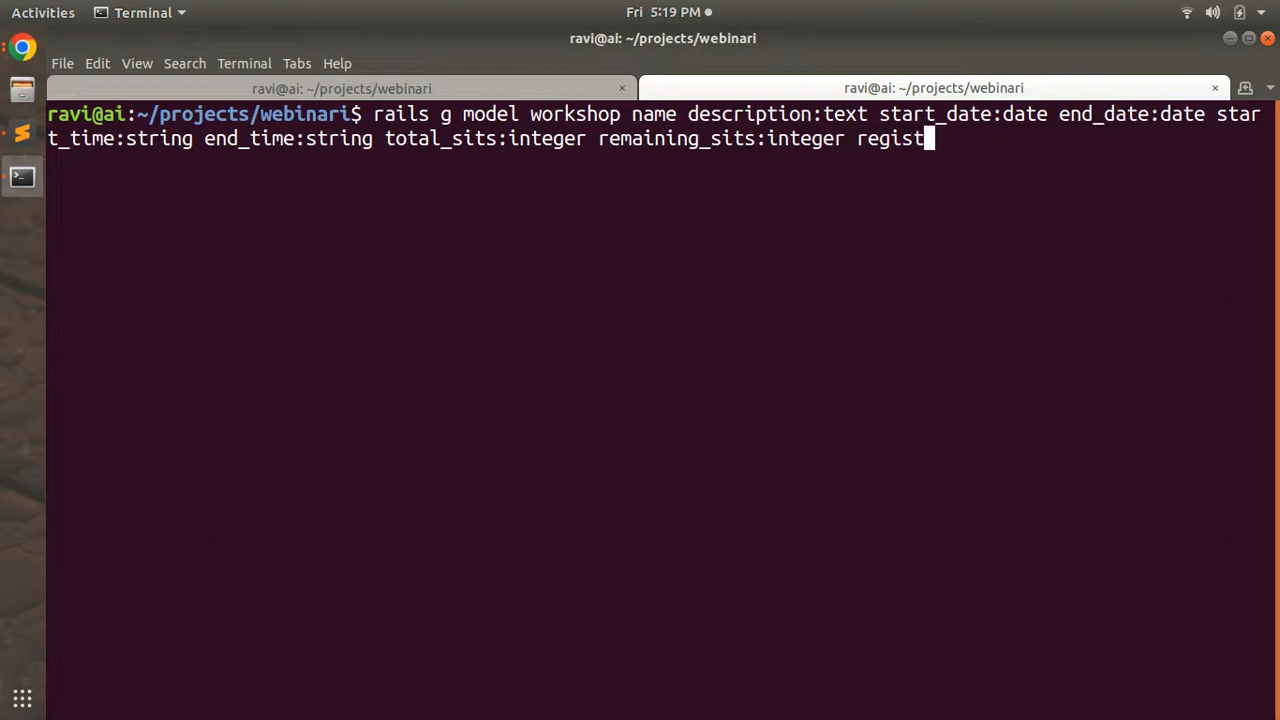 Activities Terminal Fri 5:19 PM
ravi@ai: ~/projects/webinari
File Edit View Search Terminal Tabs Help
ravi@ai: ~/projects/webinari × ravi@ai: ~/projects/webinari ×
ravi@ai:~/projects/webinari$ rails g model workshop name description:text start_date:date end_date:date star
t_time:string end_time:string total_sits:integer remaining_sits:integer regist